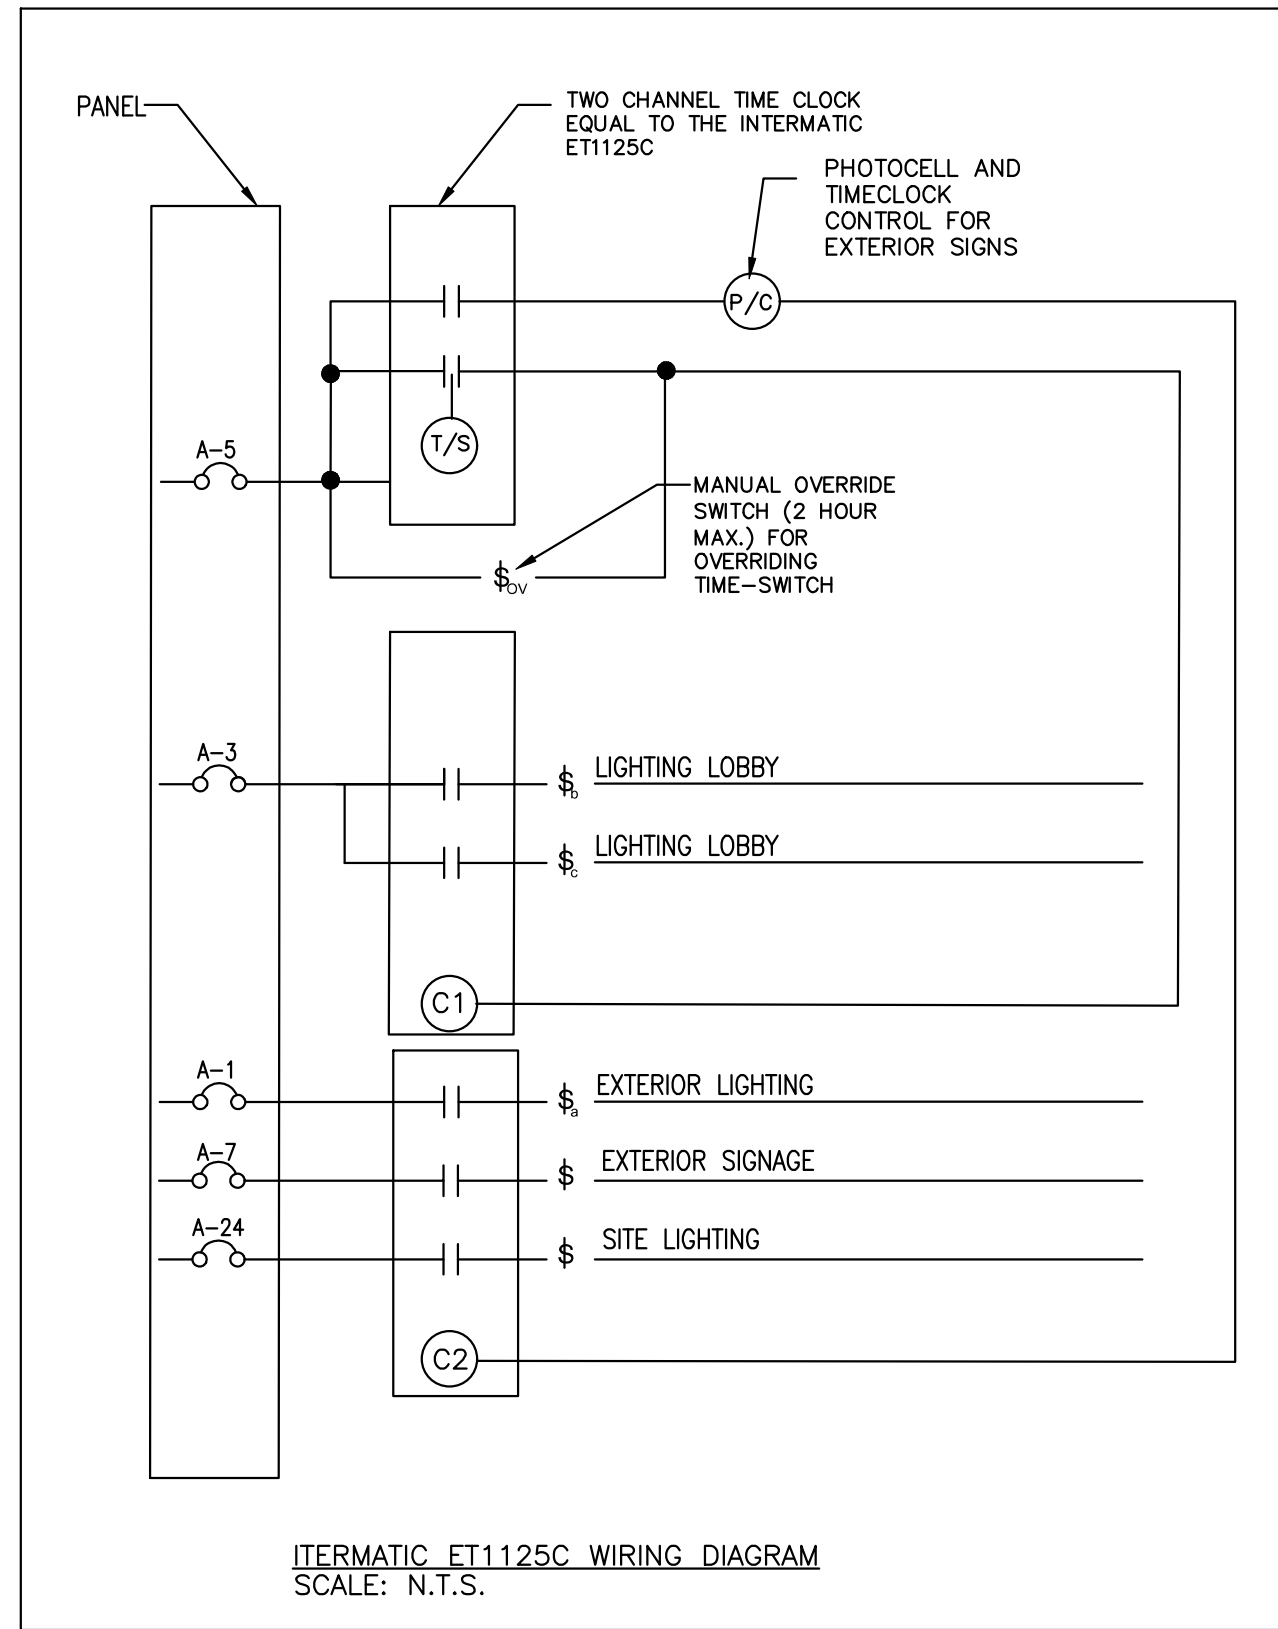 PANEL
TWO CHANNEL TIME CLOCK
EQUAL TO THE INTERMATIC
ET1125C
PHOTOCELL AND
TIMECLOCK
CONTROL FOR
EXTERIOR SIGNS
P/C
T/S
A-5
MANUAL OVERRIDE
SWITCH (2 HOUR
MAX.) FOR
OVERRIDING
TIME-SWITCH
$OV
A-3
$b LIGHTING LOBBY
$c LIGHTING LOBBY
C1
A-1
$a EXTERIOR LIGHTING
A-7
$ EXTERIOR SIGNAGE
A-24
$ SITE LIGHTING
C2
ITERMATIC ET1125C WIRING DIAGRAM
SCALE: N.T.S.